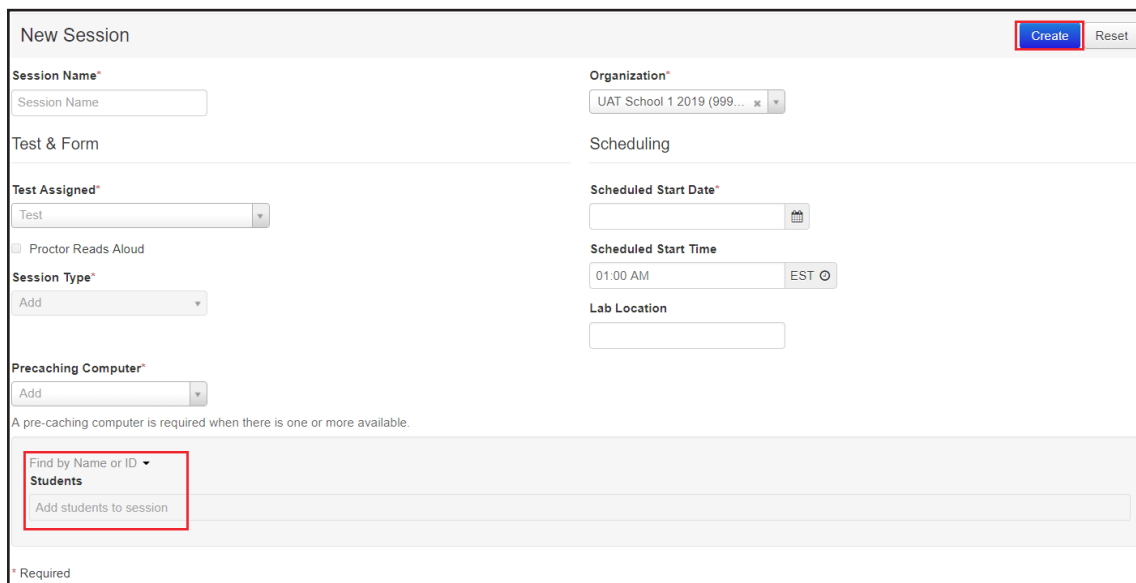 New Session
Create
Reset
Session Name*
Organization*
Session Name
UAT School 1 2019 (999...
Test & Form
Scheduling
Test Assigned*
Scheduled Start Date*
Test
Proctor Reads Aloud
Scheduled Start Time
Session Type*
01:00 AM EST
Add
Lab Location
Precaching Computer*
Add
A pre-caching computer is required when there is one or more available.
Find by Name or ID
Students
Add students to session
* Required